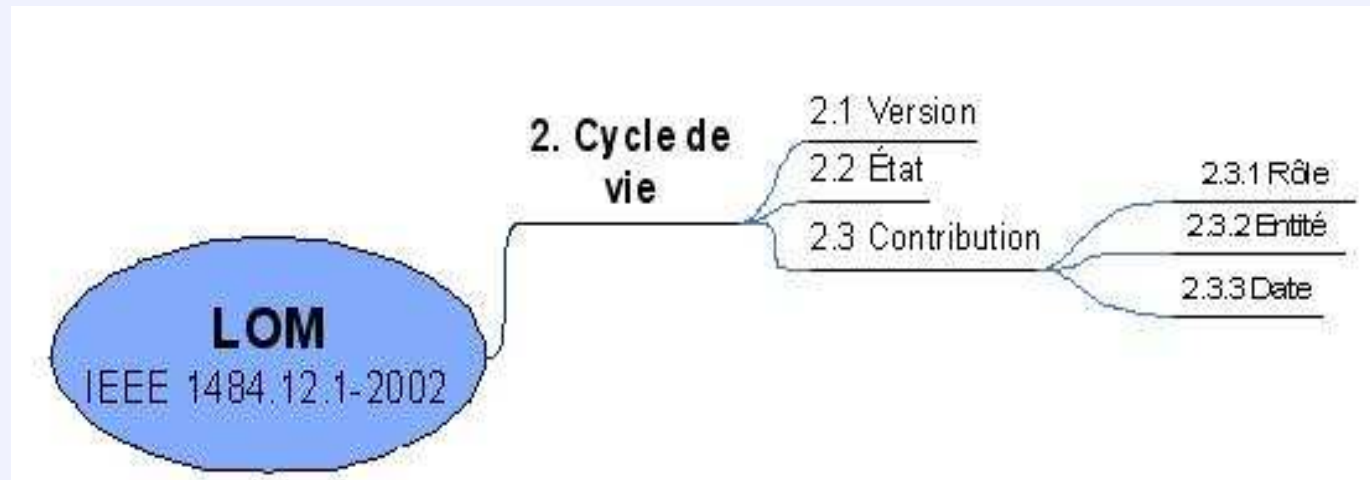 LOM
IEEE 1484.12.1-2002
2. Cycle de
vie
2.1 Version
2.2 État
2.3 Contribution
2.3.1 Rôle
2.3.2 Entité
2.3.3 Date